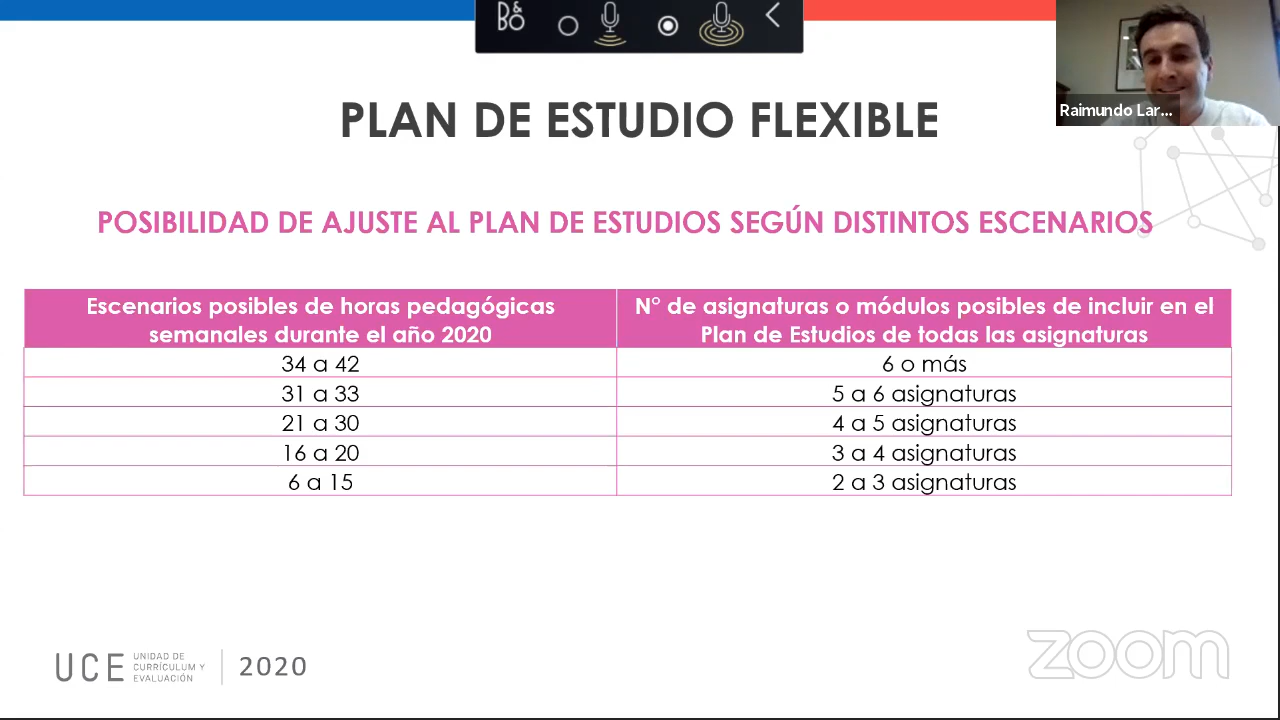 B&O
Raimundo Lar...
PLAN DE ESTUDIO FLEXIBLE
POSIBILIDAD DE AJUSTE AL PLAN DE ESTUDIOS SEGÚN DISTINTOS ESCENARIOS
Escenarios posibles de horas pedagógicas
semanales durante el año 2020
N° de asignaturas o módulos posibles de incluir en el
Plan de Estudios de todas las asignaturas
34 a 42
6 o más
31 a 33
5 a 6 asignaturas
21 a 30
4 a 5 asignaturas
16 a 20
3 a 4 asignaturas
6 a 15
2 a 3 asignaturas
UCE
UNIDAD DE
CURRÍCULUM Y
EVALUACIÓN
2020
zoom